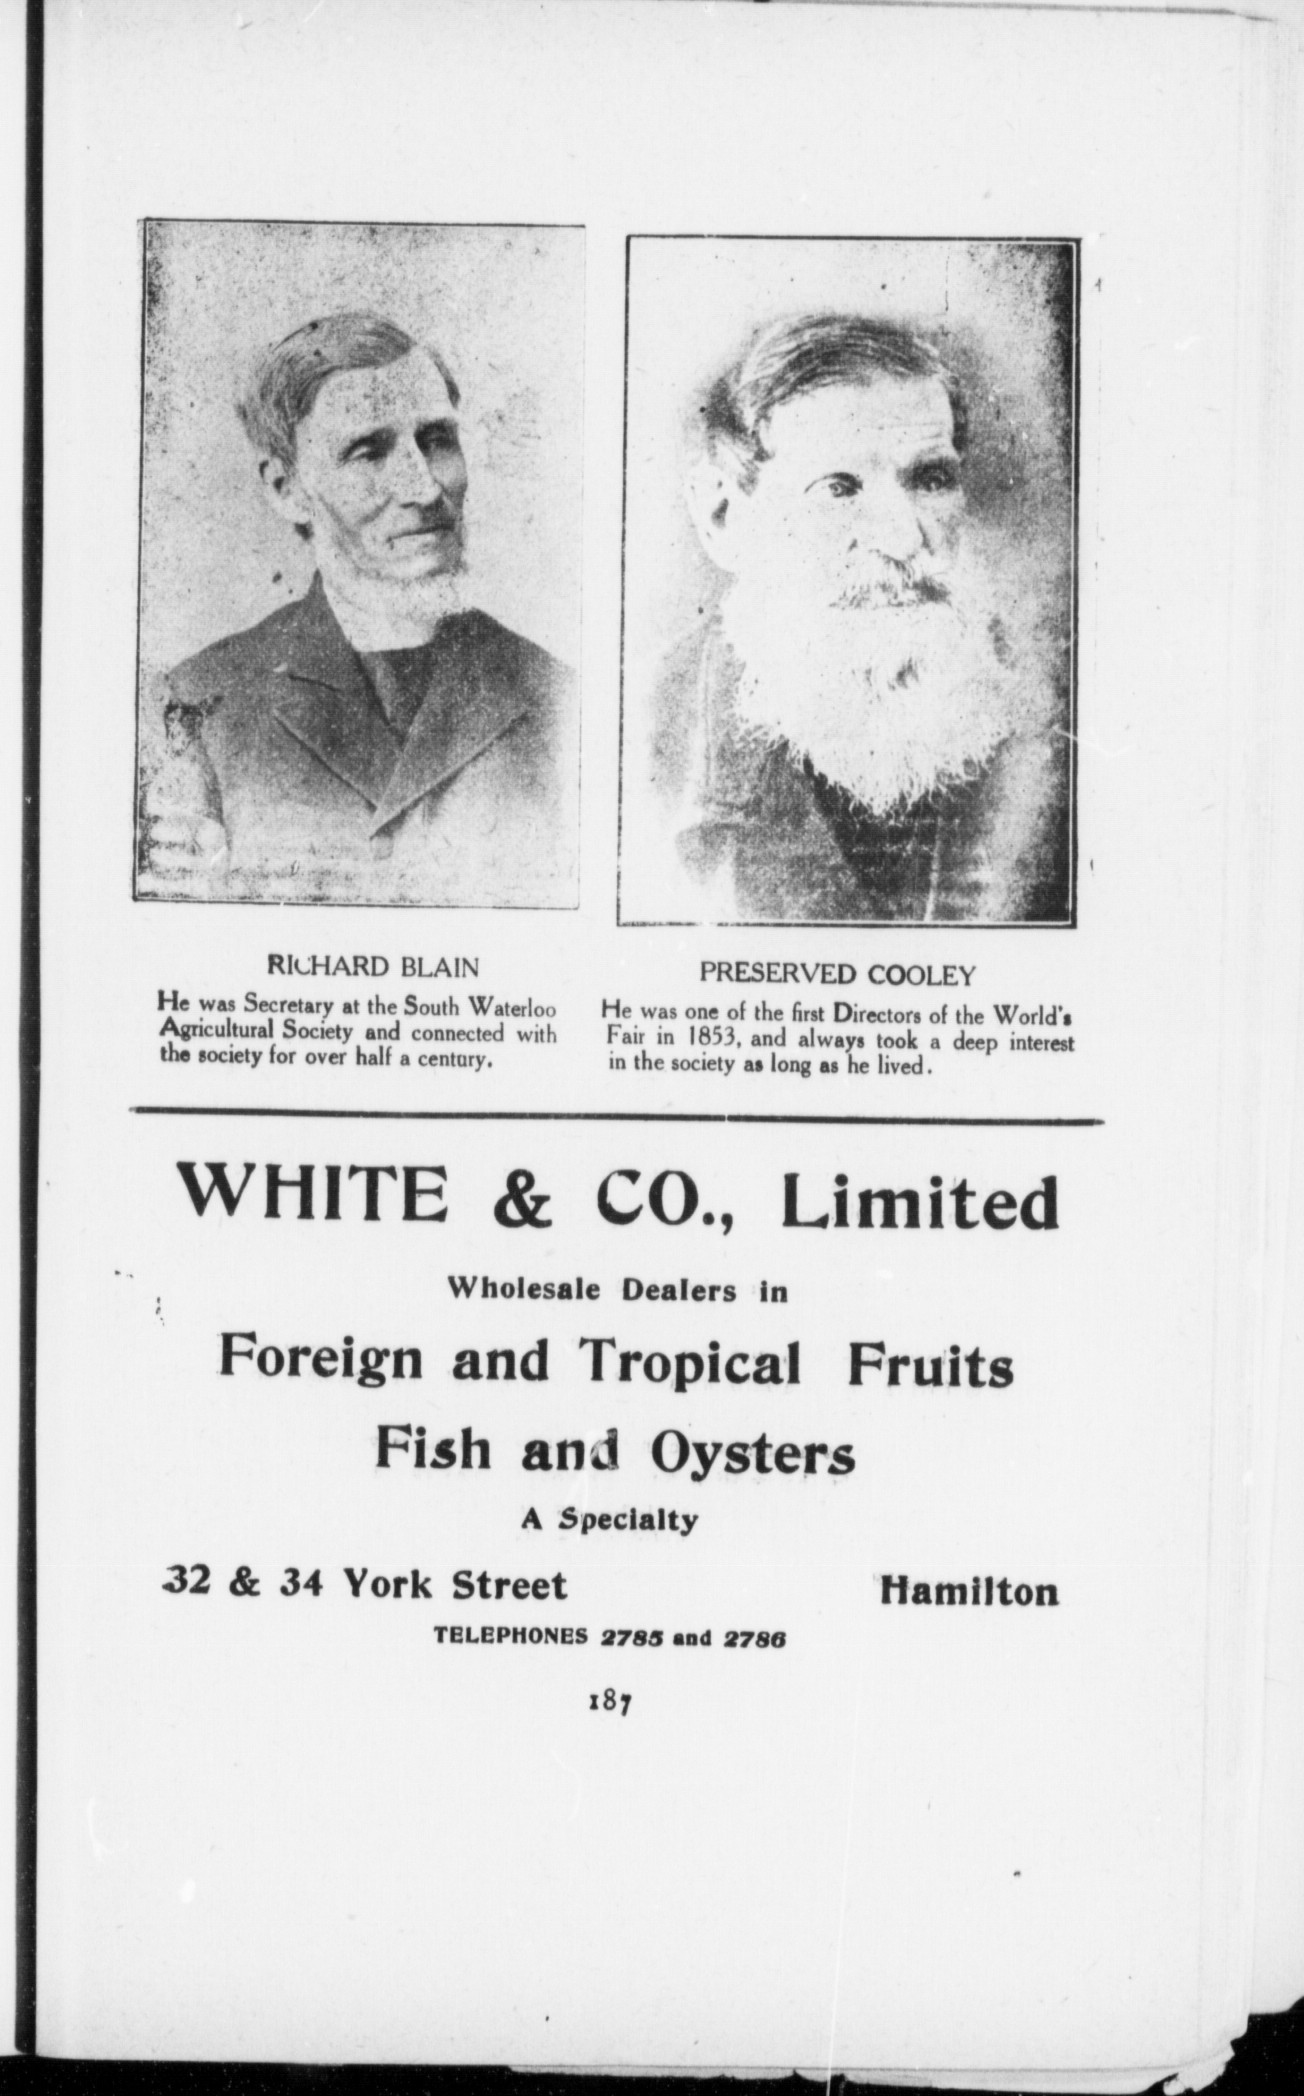 RICHARD BLAIN
He was Secretary at the South Waterloo
Agricultural Society and connected with
the society for over half a century.
PRESERVED COOLEY
He was one of the first Directors of the World's
Fair in 1853, and always took a deep interest
in the society as long as he lived.
WHITE & CO., Limited
Wholesale Dealers in
Foreign and Tropical Fruits
Fish and Oysters
A Specialty
32 & 34 York Street Hamilton
TELEPHONES 2785 and 2786
187